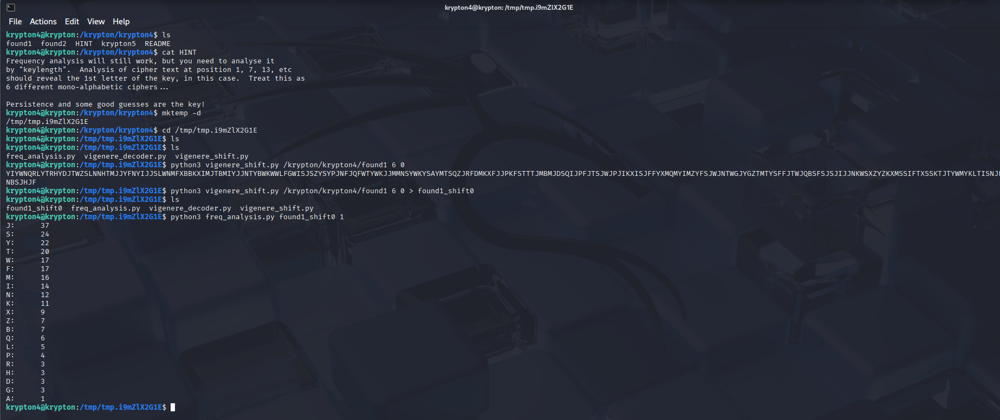 krypton4@krypton: /tmp/tmp.i9mZlX2G1E
File Actions Edit View Help
krypton4@krypton:/krypton/krypton4$ ls
found1 found2 HINT krypton5 README
krypton4@krypton:/krypton/krypton4$ cat HINT
Frequency analysis will still work, but you need to analyse it
by "keylength". Analysis of cipher text at position 1, 7, 13, etc
should reveal the 1st letter of the key, in this case. Treat this as
6 different mono-alphabetic ciphers...
Persistence and some good guesses are the key!
krypton4@krypton:/krypton/krypton4$ mktemp -d
/tmp/tmp.i9mZlX2G1E
krypton4@krypton:/krypton/krypton4$ cd /tmp/tmp.i9mZlX2G1E
krypton4@krypton:/tmp/tmp.i9mZlX2G1E$ ls
krypton4@krypton:/tmp/tmp.i9mZlX2G1E$ ls
freq_analysis.py vigenere_decoder.py vigenere_shift.py
krypton4@krypton:/tmp/tmp.i9mZlX2G1E$ python3 vigenere_shift.py /krypton/krypton4/found1 6 0
YIYWNQRLYTRHYDJTWZSLNNHTMJJYFNYIJJSLWNMFXBBKXIMJTBMIYJJNTYBWKWWLFGWISJSZYSYPJNFJQFWTYWKJJMMNSYWKYSAYMTSQZJRFDMKXFJJPKFSTTTJMBMJDSQIJPFJTSJWJPJIKXISJFFYXMQMYIMZYFSJWJNTWGJYGZTMTYSFFJTWJQBSFSJSJIJJNKWSXZYZKXMSSIFTXSSKTJTYWMYKLTISNJ
NBSJHJF
krypton4@krypton:/tmp/tmp.i9mZlX2G1E$ python3 vigenere_shift.py /krypton/krypton4/found1 6 0 > found1_shift0
krypton4@krypton:/tmp/tmp.i9mZlX2G1E$ ls
found1_shift0 freq_analysis.py vigenere_decoder.py vigenere_shift.py
krypton4@krypton:/tmp/tmp.i9mZlX2G1E$ python3 freq_analysis.py found1_shift0 1
J: 37
S: 24
Y: 22
T: 20
W: 17
F: 17
M: 16
I: 14
N: 12
K: 11
X: 9
Z: 7
B: 7
Q: 6
L: 5
P: 4
R: 3
H: 3
D: 3
G: 3
A: 1
krypton4@krypton:/tmp/tmp.i9mZlX2G1E$